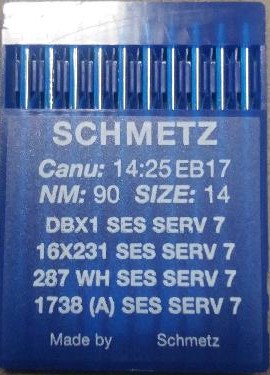 SCHMETZ
Canu: 14:25 EB17
NM: 90 SIZE: 14
DBX1 SES SERV 7
16X231 SES SERV 7
287 WH SES SERV 7
1738 (A) SES SERV 7
Made by Schmetz